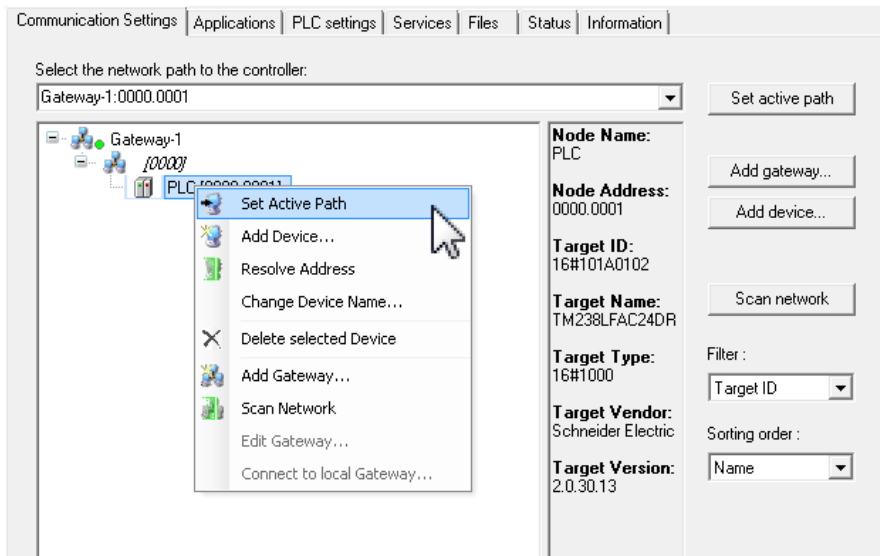 Communication Settings Applications PLC settings Services Files Status Information
Select the network path to the controller:
Gateway-1:0000.0001
Set active path
Gateway-1
[0000]
PLC [0000.0001]
Set Active Path
Add Device...
Resolve Address
Change Device Name...
Delete selected Device
Add Gateway...
Scan Network
Edit Gateway...
Connect to local Gateway...
Node Name:
PLC
Node Address:
0000.0001
Target ID:
16#101A0102
Target Name:
TM238LFAC24DR
Target Type:
16#1000
Target Vendor:
Schneider Electric
Target Version:
2.0.30.13
Add gateway...
Add device...
Scan network
Filter :
Target ID
Sorting order :
Name